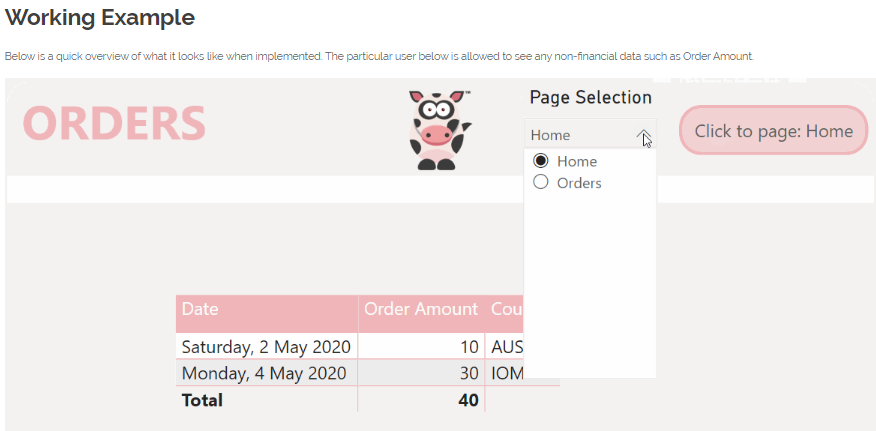 Working Example
Below is a quick overview of what it looks like when implemented. The particular user below is allowed to see any non-financial data such as Order Amount.
ORDERS
Page Selection
Home
Click to page: Home
Home
Orders
Date Order Amount Cou
Saturday, 2 May 2020 10 AUS
Monday, 4 May 2020 30 IOM
Total 40